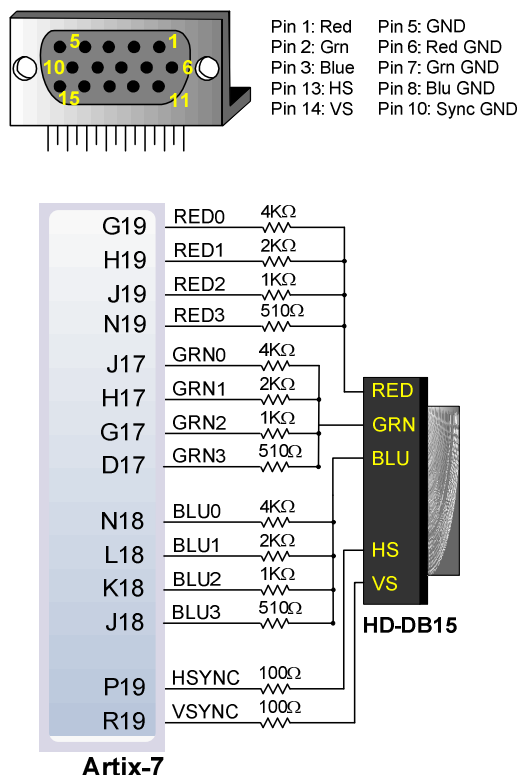 Pin 1: Red Pin 5: GND
Pin 2: Grn Pin 6: Red GND
Pin 3: Blue Pin 7: Grn GND
Pin 13: HS Pin 8: Blu GND
Pin 14: VS Pin 10: Sync GND
5 1
10 6
15 11
G19 RED0 4KΩ
H19 RED1 2KΩ
J19 RED2 1KΩ
N19 RED3 510Ω
J17 GRN0 4KΩ
H17 GRN1 2KΩ
G17 GRN2 1KΩ
D17 GRN3 510Ω
N18 BLU0 4KΩ
L18 BLU1 2KΩ
K18 BLU2 1KΩ
J18 BLU3 510Ω
P19 HSYNC 100Ω
R19 VSYNC 100Ω
RED
GRN
BLU
HS
VS
HD-DB15
Artix-7